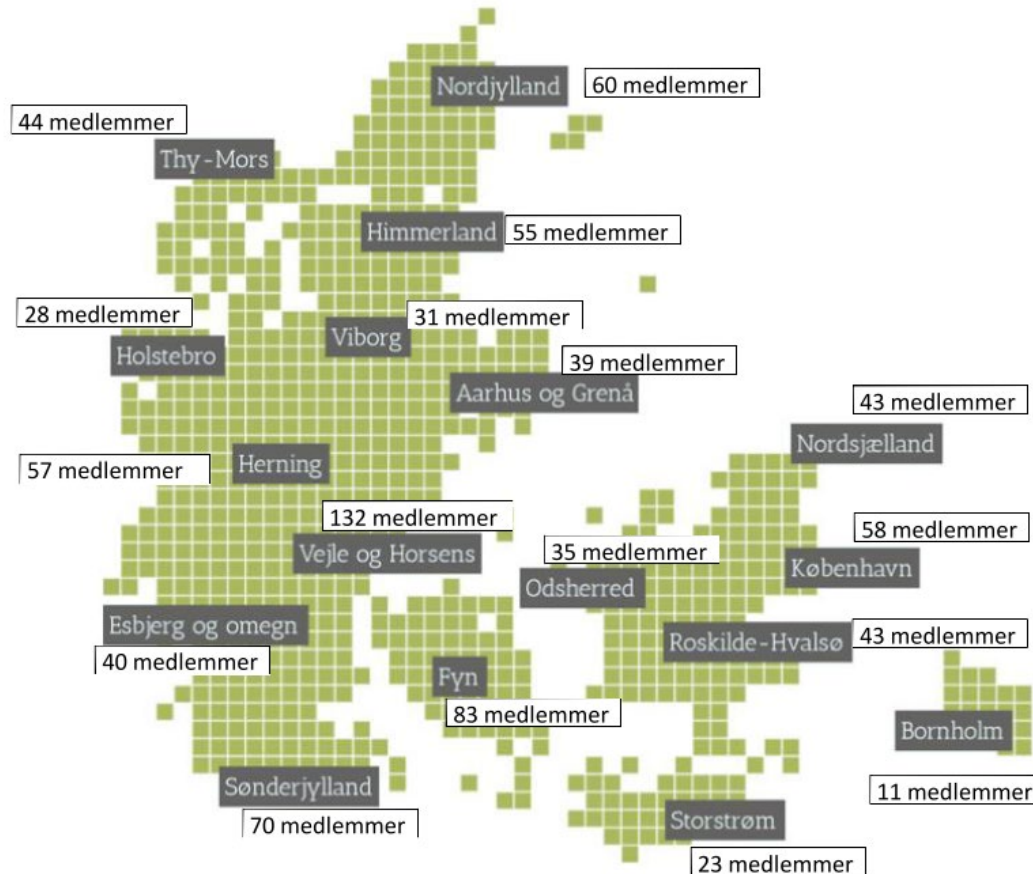 Nordjylland
60 medlemmer
44 medlemmer
Thy-Mors
Himmerland
55 medlemmer
28 medlemmer
31 medlemmer
Viborg
Holstebro
39 medlemmer
Aarhus og Grenå
43 medlemmer
Nordsjælland
Herning
57 medlemmer
132 medlemmer
Vejle og Horsens
58 medlemmer
København
35 medlemmer
Odsherred
Esbjerg og omegn
40 medlemmer
Roskilde-Hvalsø
43 medlemmer
Fyn
83 medlemmer
Bornholm
11 medlemmer
Sønderjylland
70 medlemmer
Storstrøm
23 medlemmer